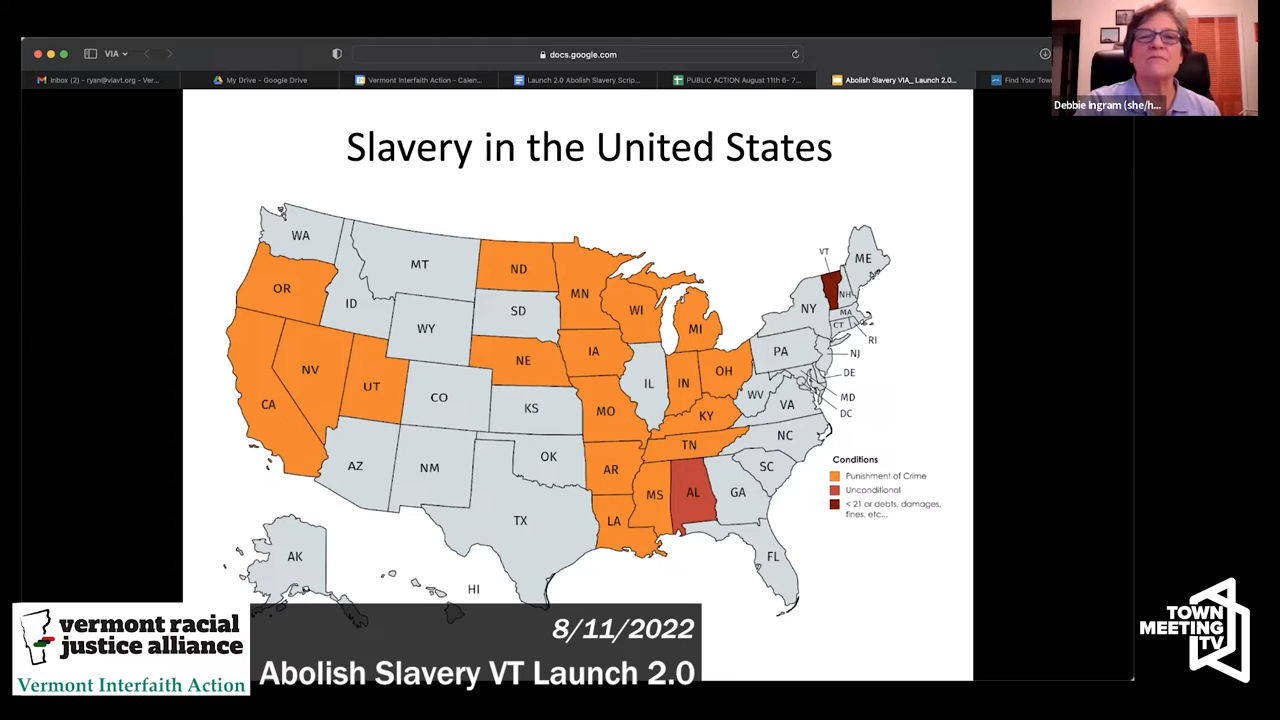 VIA
docs.google.com
Inbox (2) – ryan@viavt.org - Ver...
My Drive - Google Drive
Vermont Interfaith Action - Calen...
Launch 2.0 Abolish Slavery Scrip...
PUBLIC ACTION August 11th 6- 7...
Abolish Slavery VIA_ Launch 2.0...
Find Your Town
Debbie Ingram (she/h...
Slavery in the United States
WA
MT
ND
MN
OR
ID
WY
SD
WI
MI
NY
VT
ME
NH
MA
CT
RI
NV
UT
CO
NE
IA
IL
IN
OH
PA
NJ
DE
MD
DC
CA
AZ
NM
KS
OK
MO
KY
WV
VA
TN
NC
AR
SC
MS
AL
GA
TX
LA
FL
AK
HI
Conditions
Punishment of Crime
Unconditional
< 21 or debts, damages,
fines, etc...
vermont racial
justice alliance
Vermont Interfaith Action
8/11/2022
Abolish Slavery VT Launch 2.0
TOWN
MEETING
TV